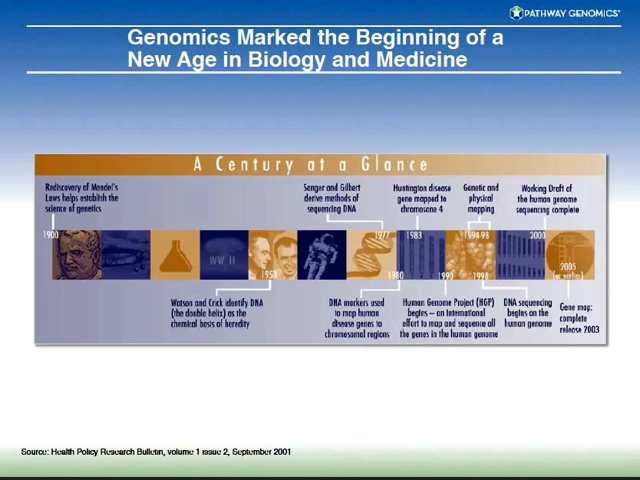 PATHWAY GENOMICS
Genomics Marked the Beginning of a
New Age in Biology and Medicine
A Century at a Glance
Rediscovery of Mendel's
Laws helps establish the
science of genetics
Sanger and Gilbert
derive methods of
sequencing DNA
Huntington disease
gene mapped to
chromosome 4
Genetic and
physical
mapping
Working Draft of
the human genome
sequencing complete
1900
1977
1983
1994-98
2000
WW II
1953
1980
1990
1998
2005
(or earlier)
Watson and Crick identify DNA
(the double helix) as the
chemical basis of heredity
DNA markers used
to map human
disease genes to
chromosomal regions
Human Genome Project (HGP)
begins – an international
effort to map and sequence all
the genes in the human genome
DNA sequencing
begins on the
human genome
Gene map:
complete
release 2003
Source: Health Policy Research Bulletin, volume 1 issue 2, September 2001